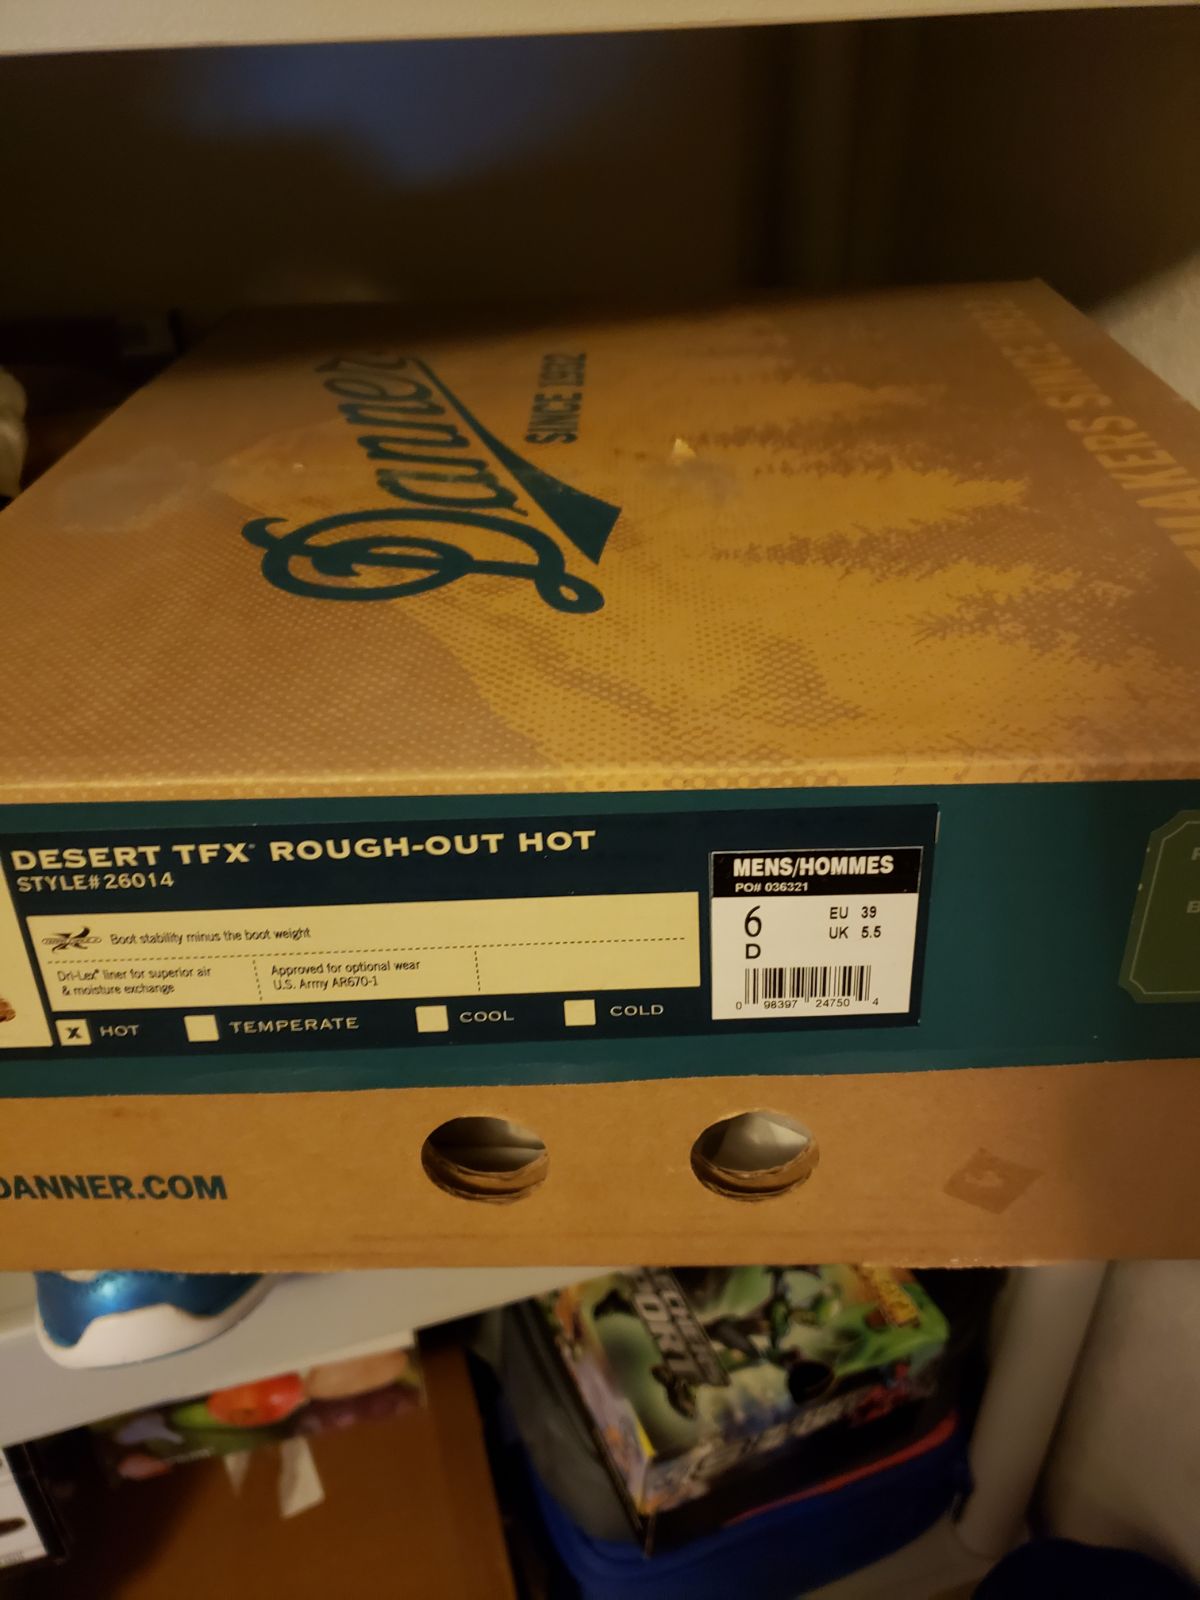 Danner
SINCE 1932
MAKERS SINCE 1932
DESERT TFX ROUGH-OUT HOT
STYLE#26014
Boot stability minus the boot weight
Dri-Lex® liner for superior air
& moisture exchange
Approved for optional wear
U.S. Army AR670-1
X HOT
TEMPERATE
COOL
COLD
MENS/HOMMES
PO# 036321
6
D
EU 39
UK 5.5
0 98397 24750 4
DANNER.COM